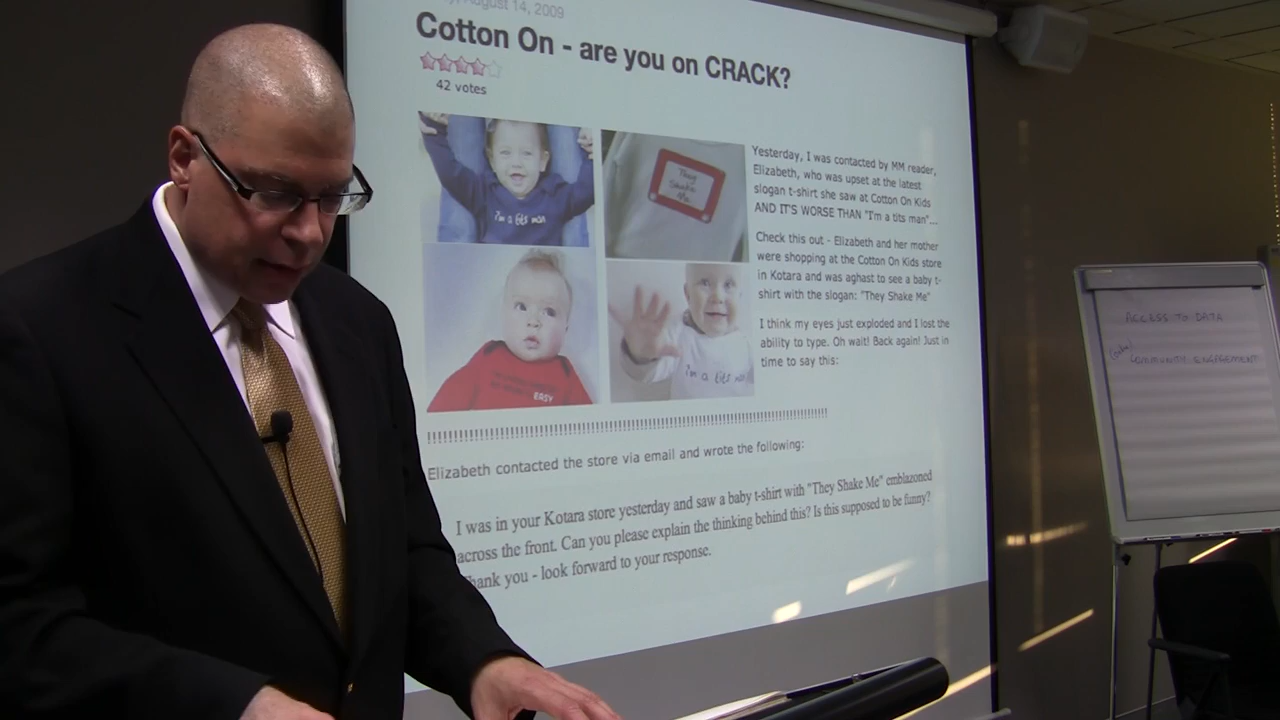 August 14, 2009
Cotton On - are you on CRACK?
42 votes
i'm a tits man
They
Shake
Me
EASY
i'm a tits man
Yesterday, I was contacted by MM reader,
Elizabeth, who was upset at the latest
slogan t-shirt she saw at Cotton On Kids
AND IT'S WORSE THAN "I'm a tits man"...
Check this out - Elizabeth and her mother
were shopping at the Cotton On Kids store
in Kotara and was aghast to see a baby t-
shirt with the slogan: "They Shake Me"
I think my eyes just exploded and I lost the
ability to type. Oh wait! Back again! Just in
time to say this:
Elizabeth contacted the store via email and wrote the following:
I was in your Kotara store yesterday and saw a baby t-shirt with "They Shake Me" emblazoned
across the front. Can you please explain the thinking behind this? Is this supposed to be funny?
hank you - look forward to your response.
ACCESS TO DATA
COMMUNITY ENGAGEMENT